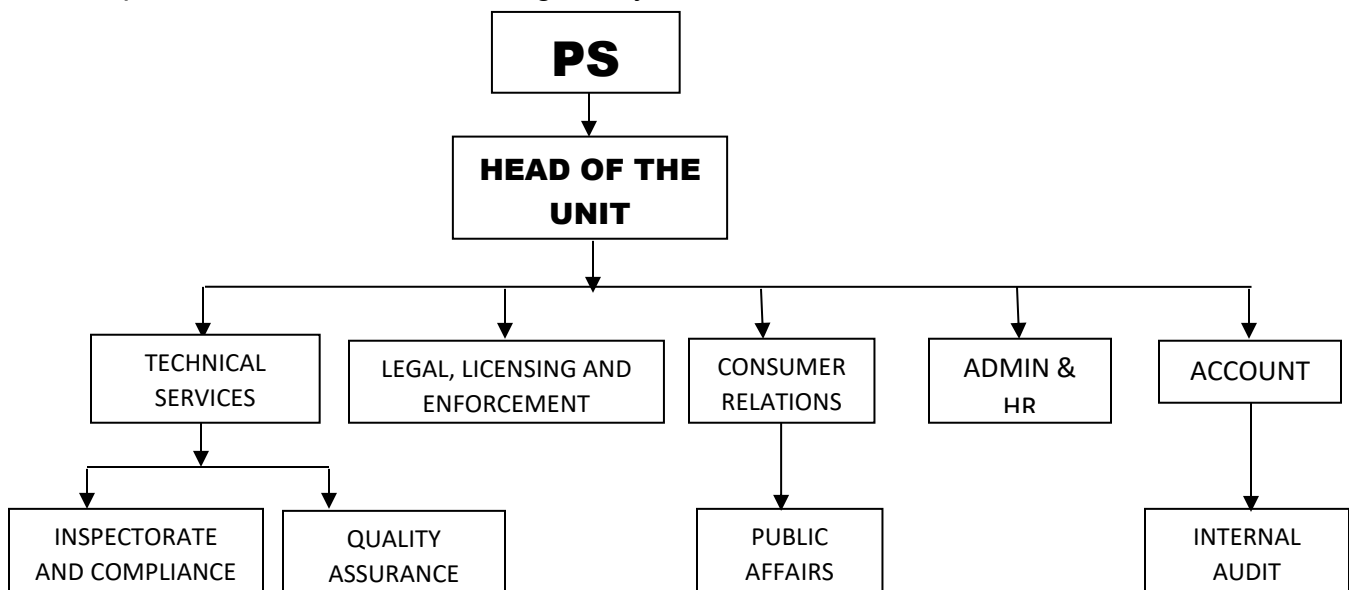 PS
HEAD OF THE
UNIT
TECHNICAL
SERVICES
LEGAL, LICENSING AND
ENFORCEMENT
CONSUMER
RELATIONS
ADMIN &
HR
ACCOUNT
INSPECTORATE
AND COMPLIANCE
QUALITY
ASSURANCE
PUBLIC
AFFAIRS
INTERNAL
AUDIT